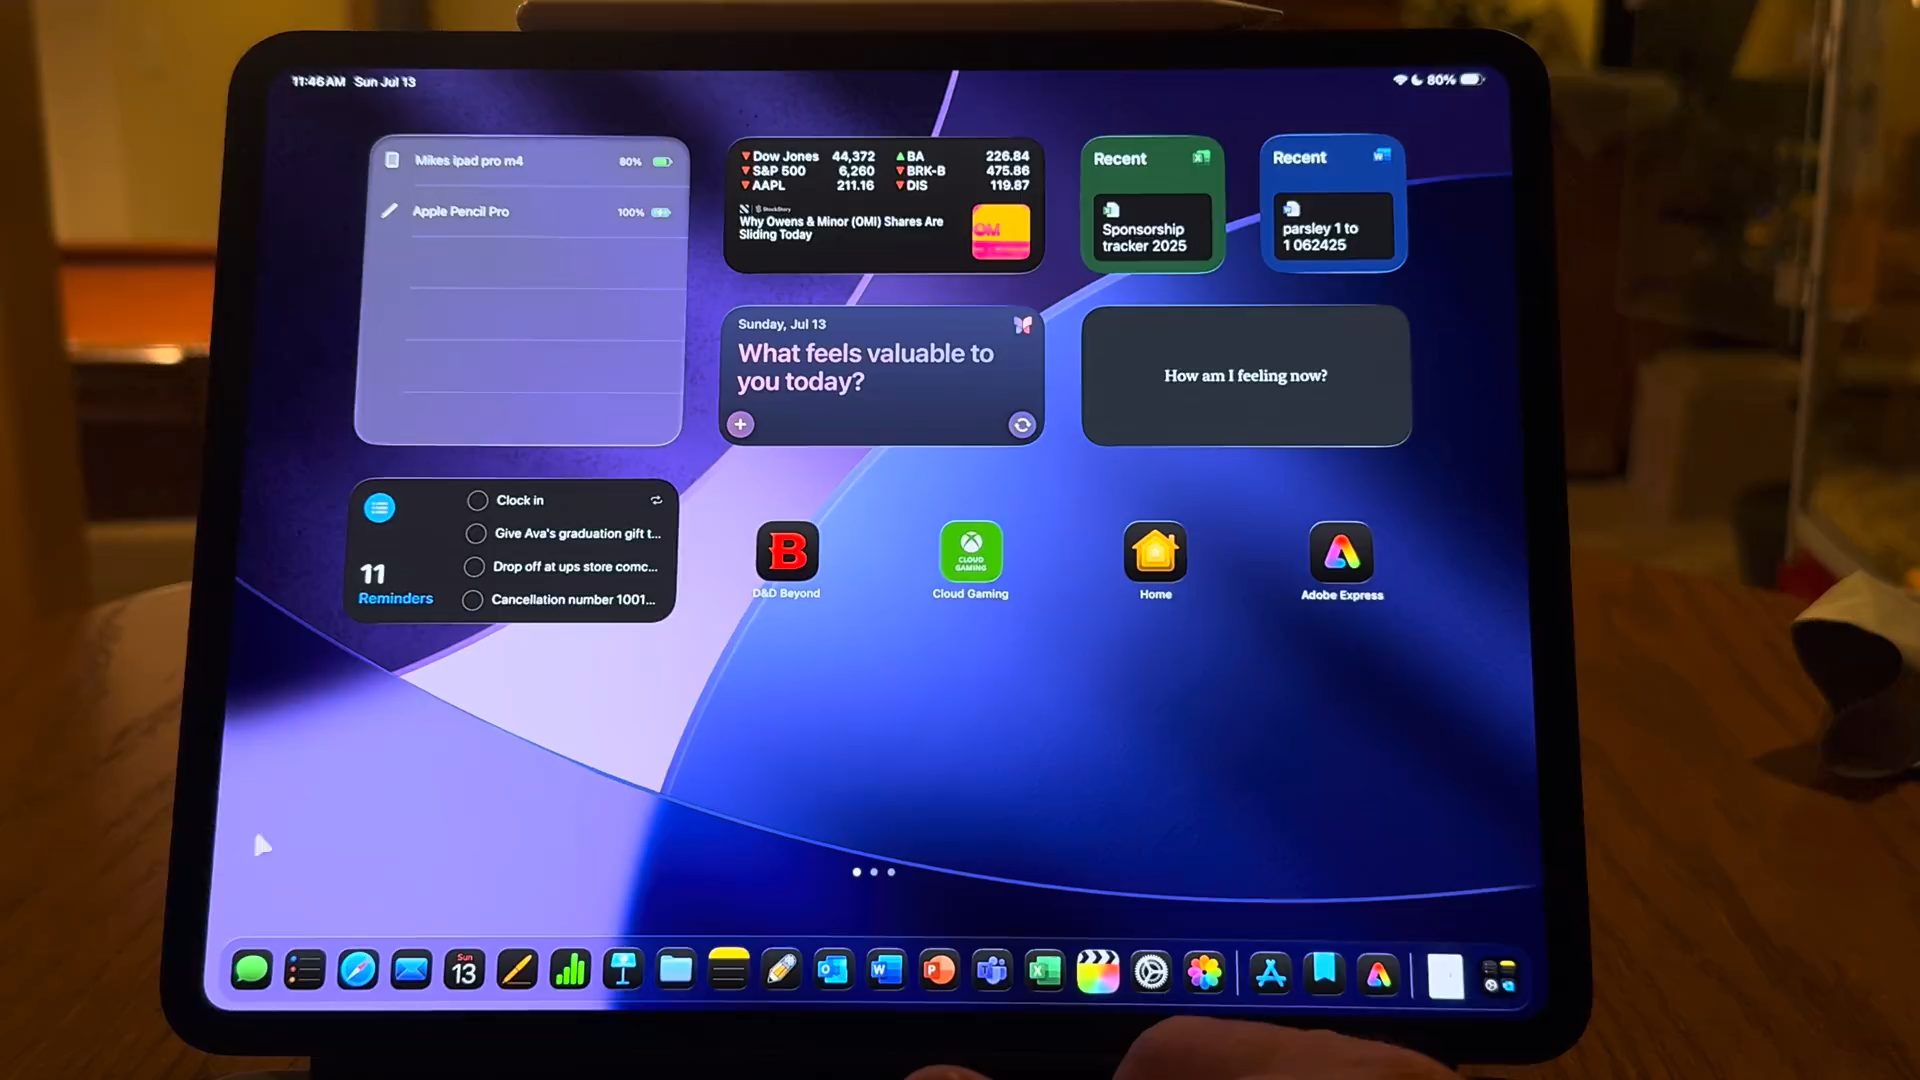 11:46 AM Sun Jul 13
80%
Mikes ipad pro m4 80%
Apple Pencil Pro 100%
Dow Jones 44,372 BA 226.84
S&P 500 6,260 BRK-B 475.86
AAPL 211.16 DIS 119.87
StockStory
Why Owens & Minor (OMI) Shares Are
Sliding Today
OM
Recent
Sponsorship
tracker 2025
Recent
parsley 1 to
1 062425
Sunday, Jul 13
What feels valuable to
you today?
How am I feeling now?
11
Reminders
Clock in
Give Ava's graduation gift t...
Drop off at ups store comc...
Cancellation number 1001...
B
D&D Beyond
CLOUD
GAMING
Cloud Gaming
Home
Adobe Express
Sun
13
O
W
P